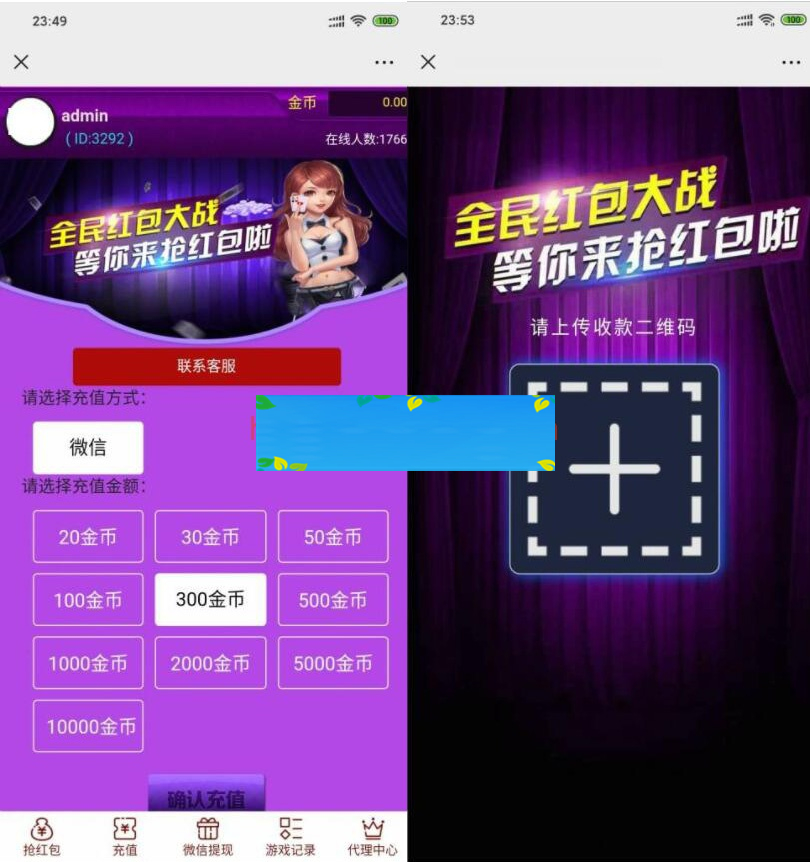 23:49
100
admin
( ID:3292 )
金币
0.00
在线人数:1766
全民红包大战
等你来抢红包啦
联系客服
请选择充值方式:
微信
请选择充值金额:
20金币
30金币
50金币
100金币
300金币
500金币
1000金币
2000金币
5000金币
10000金币
确认充值
抢红包
充值
微信提现
游戏记录
代理中心
23:53
100
全民红包大战
等你来抢红包啦
请上传收款二维码